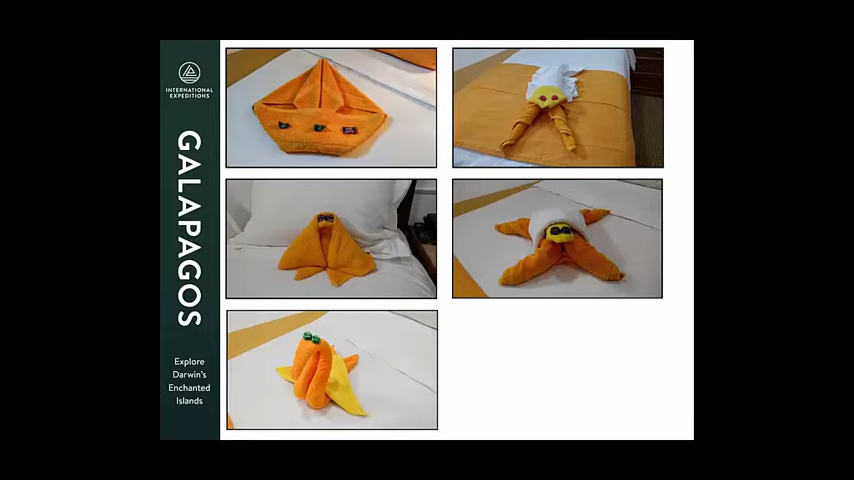 INTERNATIONAL
EXPEDITIONS
GALAPAGOS
Explore
Darwin's
Enchanted
Islands